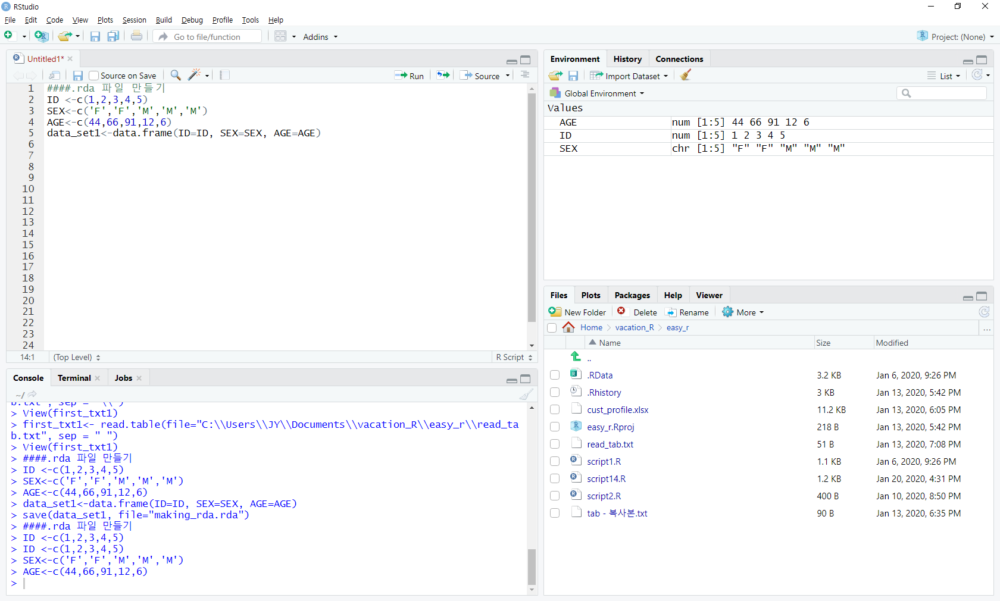 RStudio
File Edit Code View Plots Session Build Debug Profile Tools Help
Go to file/function Addins Project: (None)
Untitled1*
Source on Save Run Source
1 ####.rda 파일 만들기
2 ID <-c(1,2,3,4,5)
3 SEX<-c('F','F','M','M','M')
4 AGE<-c(44,66,91,12,6)
5 data_set1<-data.frame(ID=ID, SEX=SEX, AGE=AGE)
6
7
8
9
10
11
12
13
14
15
16
17
18
19
20
21
22
23
24
14:1 (Top Level) R Script
Console Terminal Jobs
~/
b.txt", sep = "\\")
> View(first_txt1)
> first_txt1<- read.table(file="C:\\Users\\JY\\Documents\\vacation_R\\easy_r\\read_ta
b.txt", sep = " ")
> View(first_txt1)
> ####.rda 파일 만들기
> ID <-c(1,2,3,4,5)
> SEX<-c('F','F','M','M','M')
> AGE<-c(44,66,91,12,6)
> data_set1<-data.frame(ID=ID, SEX=SEX, AGE=AGE)
> save(data_set1, file="making_rda.rda")
> ####.rda 파일 만들기
> ID <-c(1,2,3,4,5)
> ID <-c(1,2,3,4,5)
> SEX<-c('F','F','M','M','M')
> AGE<-c(44,66,91,12,6)
>
Environment History Connections
Import Dataset List
Global Environment
Values
AGE num [1:5] 44 66 91 12 6
ID num [1:5] 1 2 3 4 5
SEX chr [1:5] "F" "F" "M" "M" "M"
Files Plots Packages Help Viewer
New Folder Delete Rename More
Home vacation_R easy_r ...
Name Size Modified
..
.RData 3.2 KB Jan 6, 2020, 9:26 PM
.Rhistory 3 KB Jan 13, 2020, 5:42 PM
cust_profile.xlsx 11.2 KB Jan 13, 2020, 6:05 PM
easy_r.Rproj 218 B Jan 13, 2020, 5:42 PM
read_tab.txt 51 B Jan 13, 2020, 7:08 PM
script1.R 1.1 KB Jan 6, 2020, 9:26 PM
script14.R 1.2 KB Jan 20, 2020, 4:31 PM
script2.R 400 B Jan 10, 2020, 8:50 PM
tab - 복사본.txt 90 B Jan 13, 2020, 6:35 PM